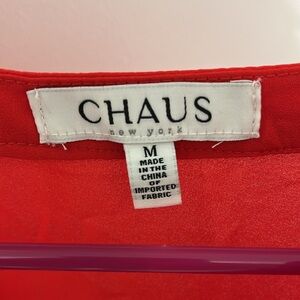 CHAUS
new york
M
MADE
IN THE
CHINA
OF
IMPORTED
FABRIC